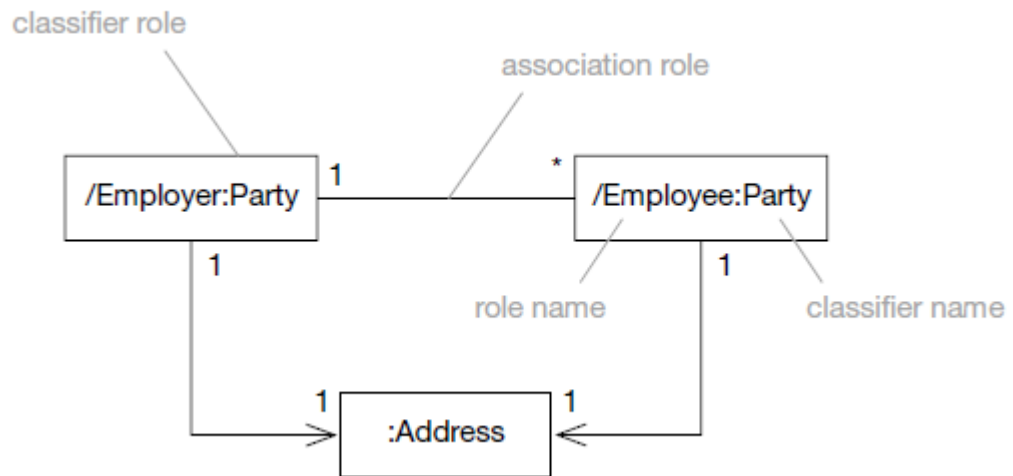 classifier role
association role
1
*
/Employer:Party
/Employee:Party
1
1
role name
classifier name
1
1
:Address